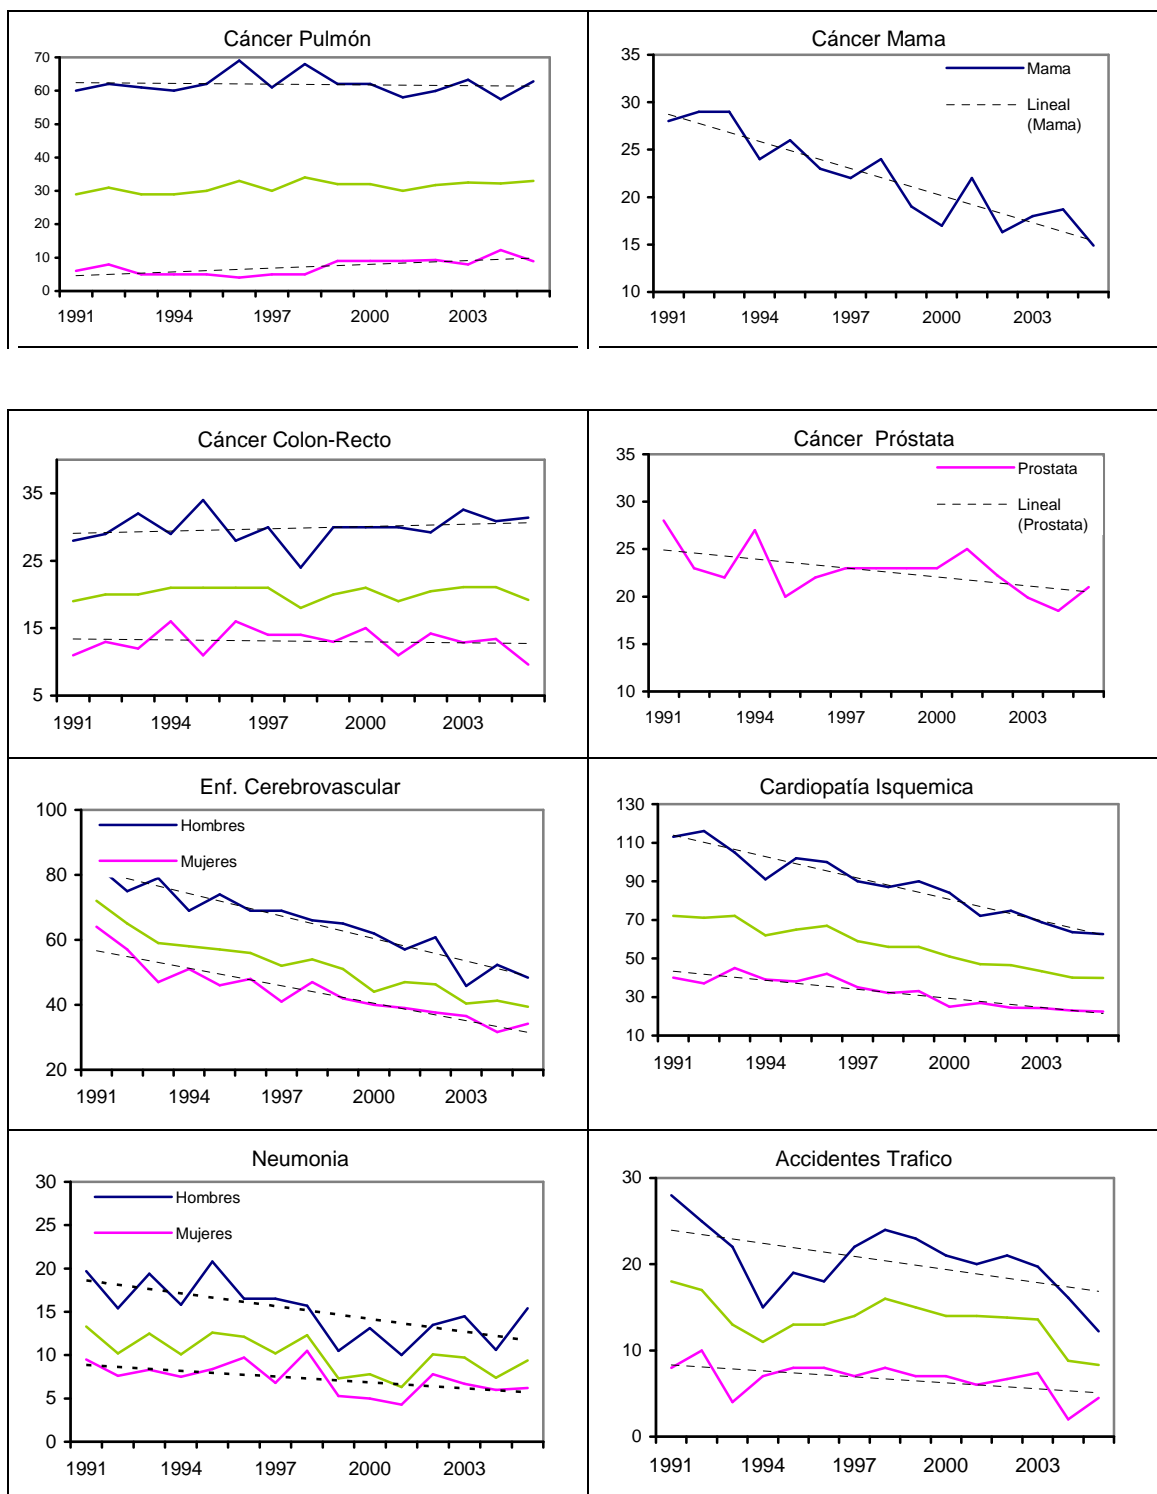 Cáncer Pulmón
70
60
50
40
30
20
10
0
1991 1994 1997 2000 2003
Cáncer Mama
35
30
25
20
15
10
Mama
Lineal
(Mama)
1991 1994 1997 2000 2003
Cáncer Colon-Recto
35
25
15
5
1991 1994 1997 2000 2003
Cáncer Próstata
35
30
25
20
15
10
Prostata
Lineal
(Prostata)
1991 1994 1997 2000 2003
Enf. Cerebrovascular
100
80
60
40
20
Hombres
Mujeres
1991 1994 1997 2000 2003
Cardiopatía Isquemica
130
110
90
70
50
30
10
1991 1994 1997 2000 2003
Neumonia
30
25
20
15
10
5
0
Hombres
Mujeres
1991 1994 1997 2000 2003
Accidentes Trafico
30
20
10
0
1991 1994 1997 2000 2003